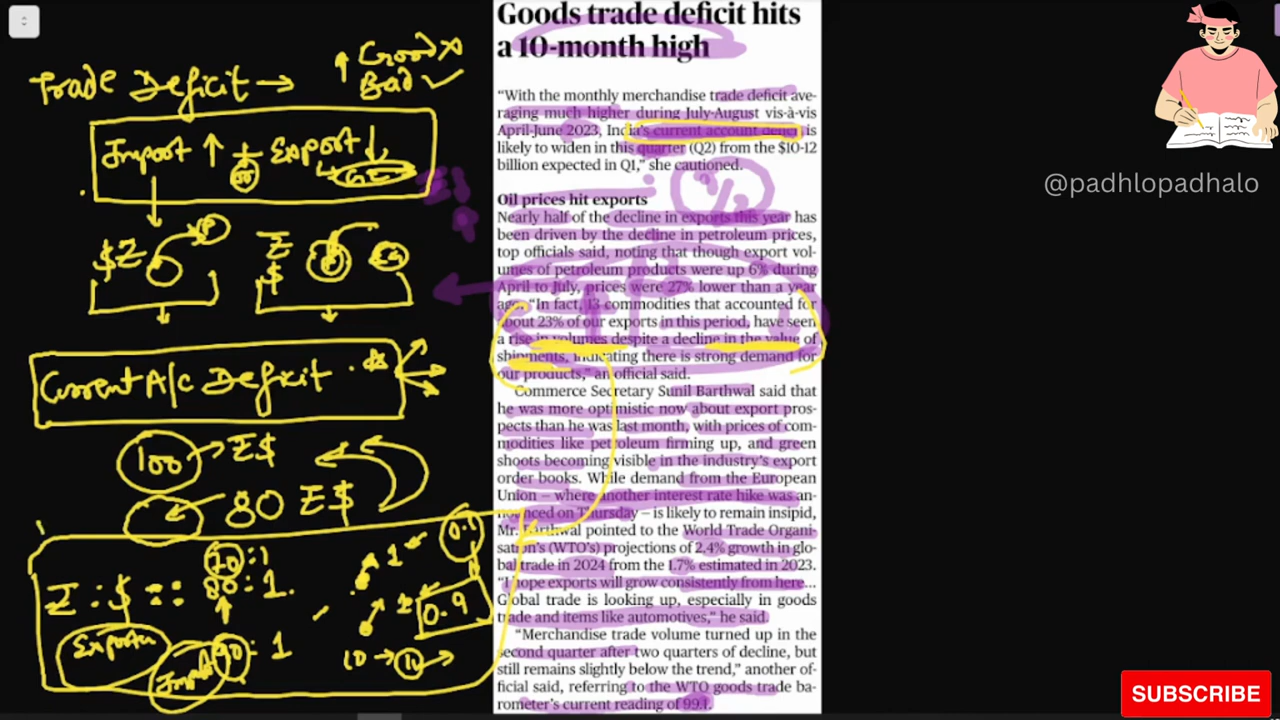 Trade Deficit → ↑ Good ×
Bad ✓
Import ↑ + Export ↓
Current A/c Deficit
100 → $
80 $
: $ :: 80 : 1
: 1
Exporter
Import
1
0.9
10 → 10 →
Goods trade deficit hits
a 10-month high
“With the monthly merchandise trade deficit ave-
raging much higher during July-August vis-à-vis
April-June 2023, India’s current account deficit is
likely to widen in this quarter (Q2) from the $10-12
billion expected in Q1,” she cautioned.
Oil prices hit exports
Nearly half of the decline in exports this year has
been driven by the decline in petroleum prices,
top officials said, noting that though export vol-
umes of petroleum products were up 6% during
April to July, prices were 27% lower than a year
ago. “In fact, 13 commodities that accounted for
about 23% of our exports in this period, have seen
a rise in volumes despite a decline in the value of
shipments, indicating there is strong demand for
our products,” an official said.
Commerce Secretary Sunil Barthwal said that
he was more optimistic now about export pros-
pects than he was last month, with prices of com-
modities like petroleum firming up, and green
shoots becoming visible in the industry’s export
order books. While demand from the European
Union – where another interest rate hike was an-
nounced on Thursday – is likely to remain insipid,
Mr. Barthwal pointed to the World Trade Organi-
sation’s (WTO’s) projections of 2.4% growth in glo-
bal trade in 2024 from the 1.7% estimated in 2023.
“I hope exports will grow consistently from here...
Global trade is looking up, especially in goods
trade and items like automotives,” he said.
“Merchandise trade volume turned up in the
second quarter after two quarters of decline, but
still remains slightly below the trend,” another of-
ficial said, referring to the WTO goods trade ba-
rometer’s current reading of 99.1.
@padhlopadhalo
SUBSCRIBE